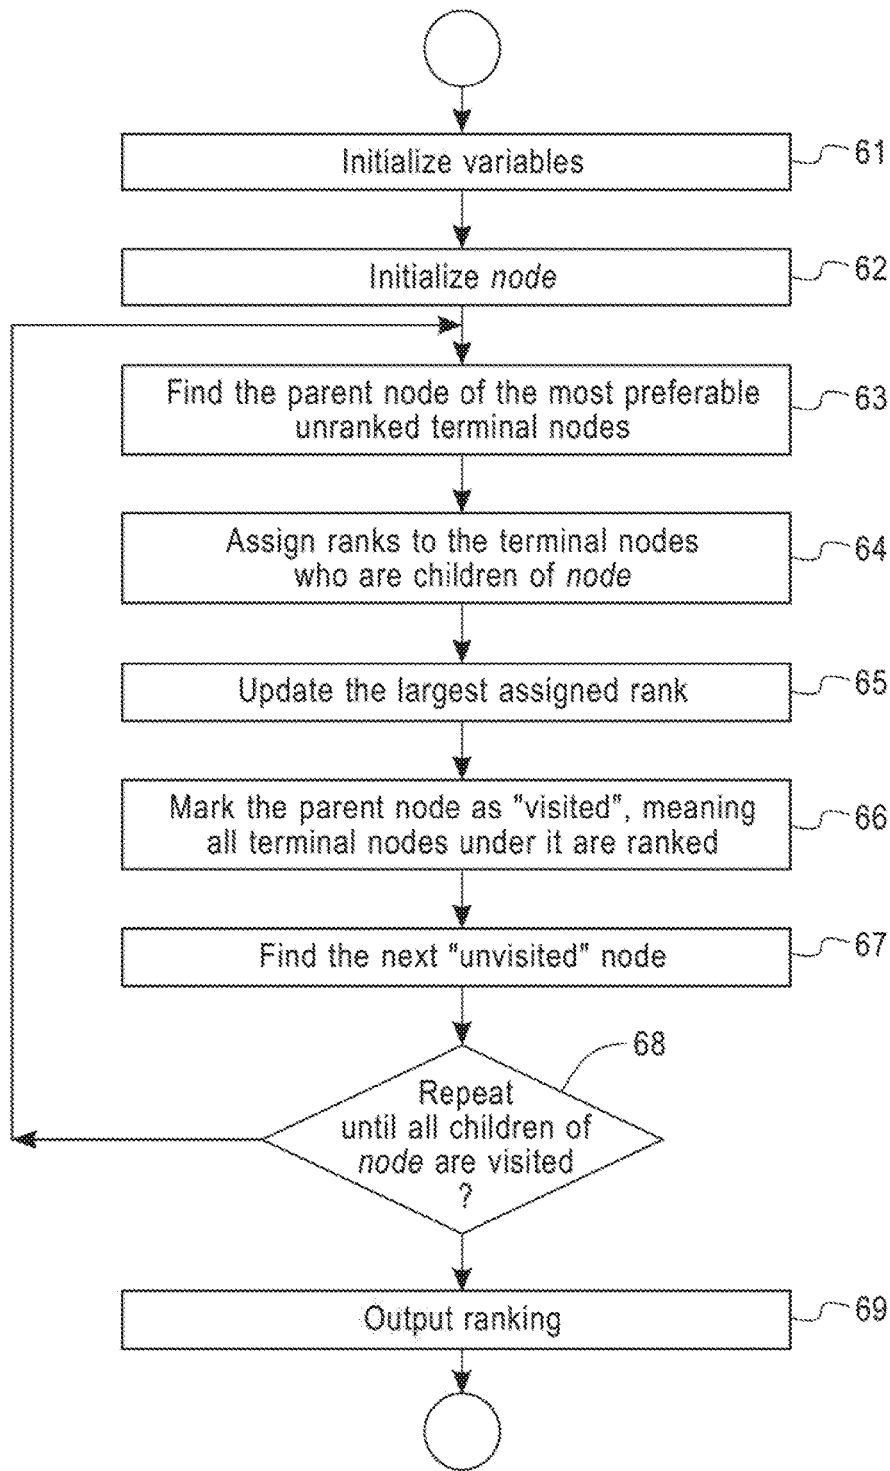 Initialize variables
61
Initialize node
62
Find the parent node of the most preferable
unranked terminal nodes
63
Assign ranks to the terminal nodes
who are children of node
64
Update the largest assigned rank
65
Mark the parent node as "visited", meaning
all terminal nodes under it are ranked
66
Find the next "unvisited" node
67
68
Repeat
until all children of
node are visited
?
Output ranking
69